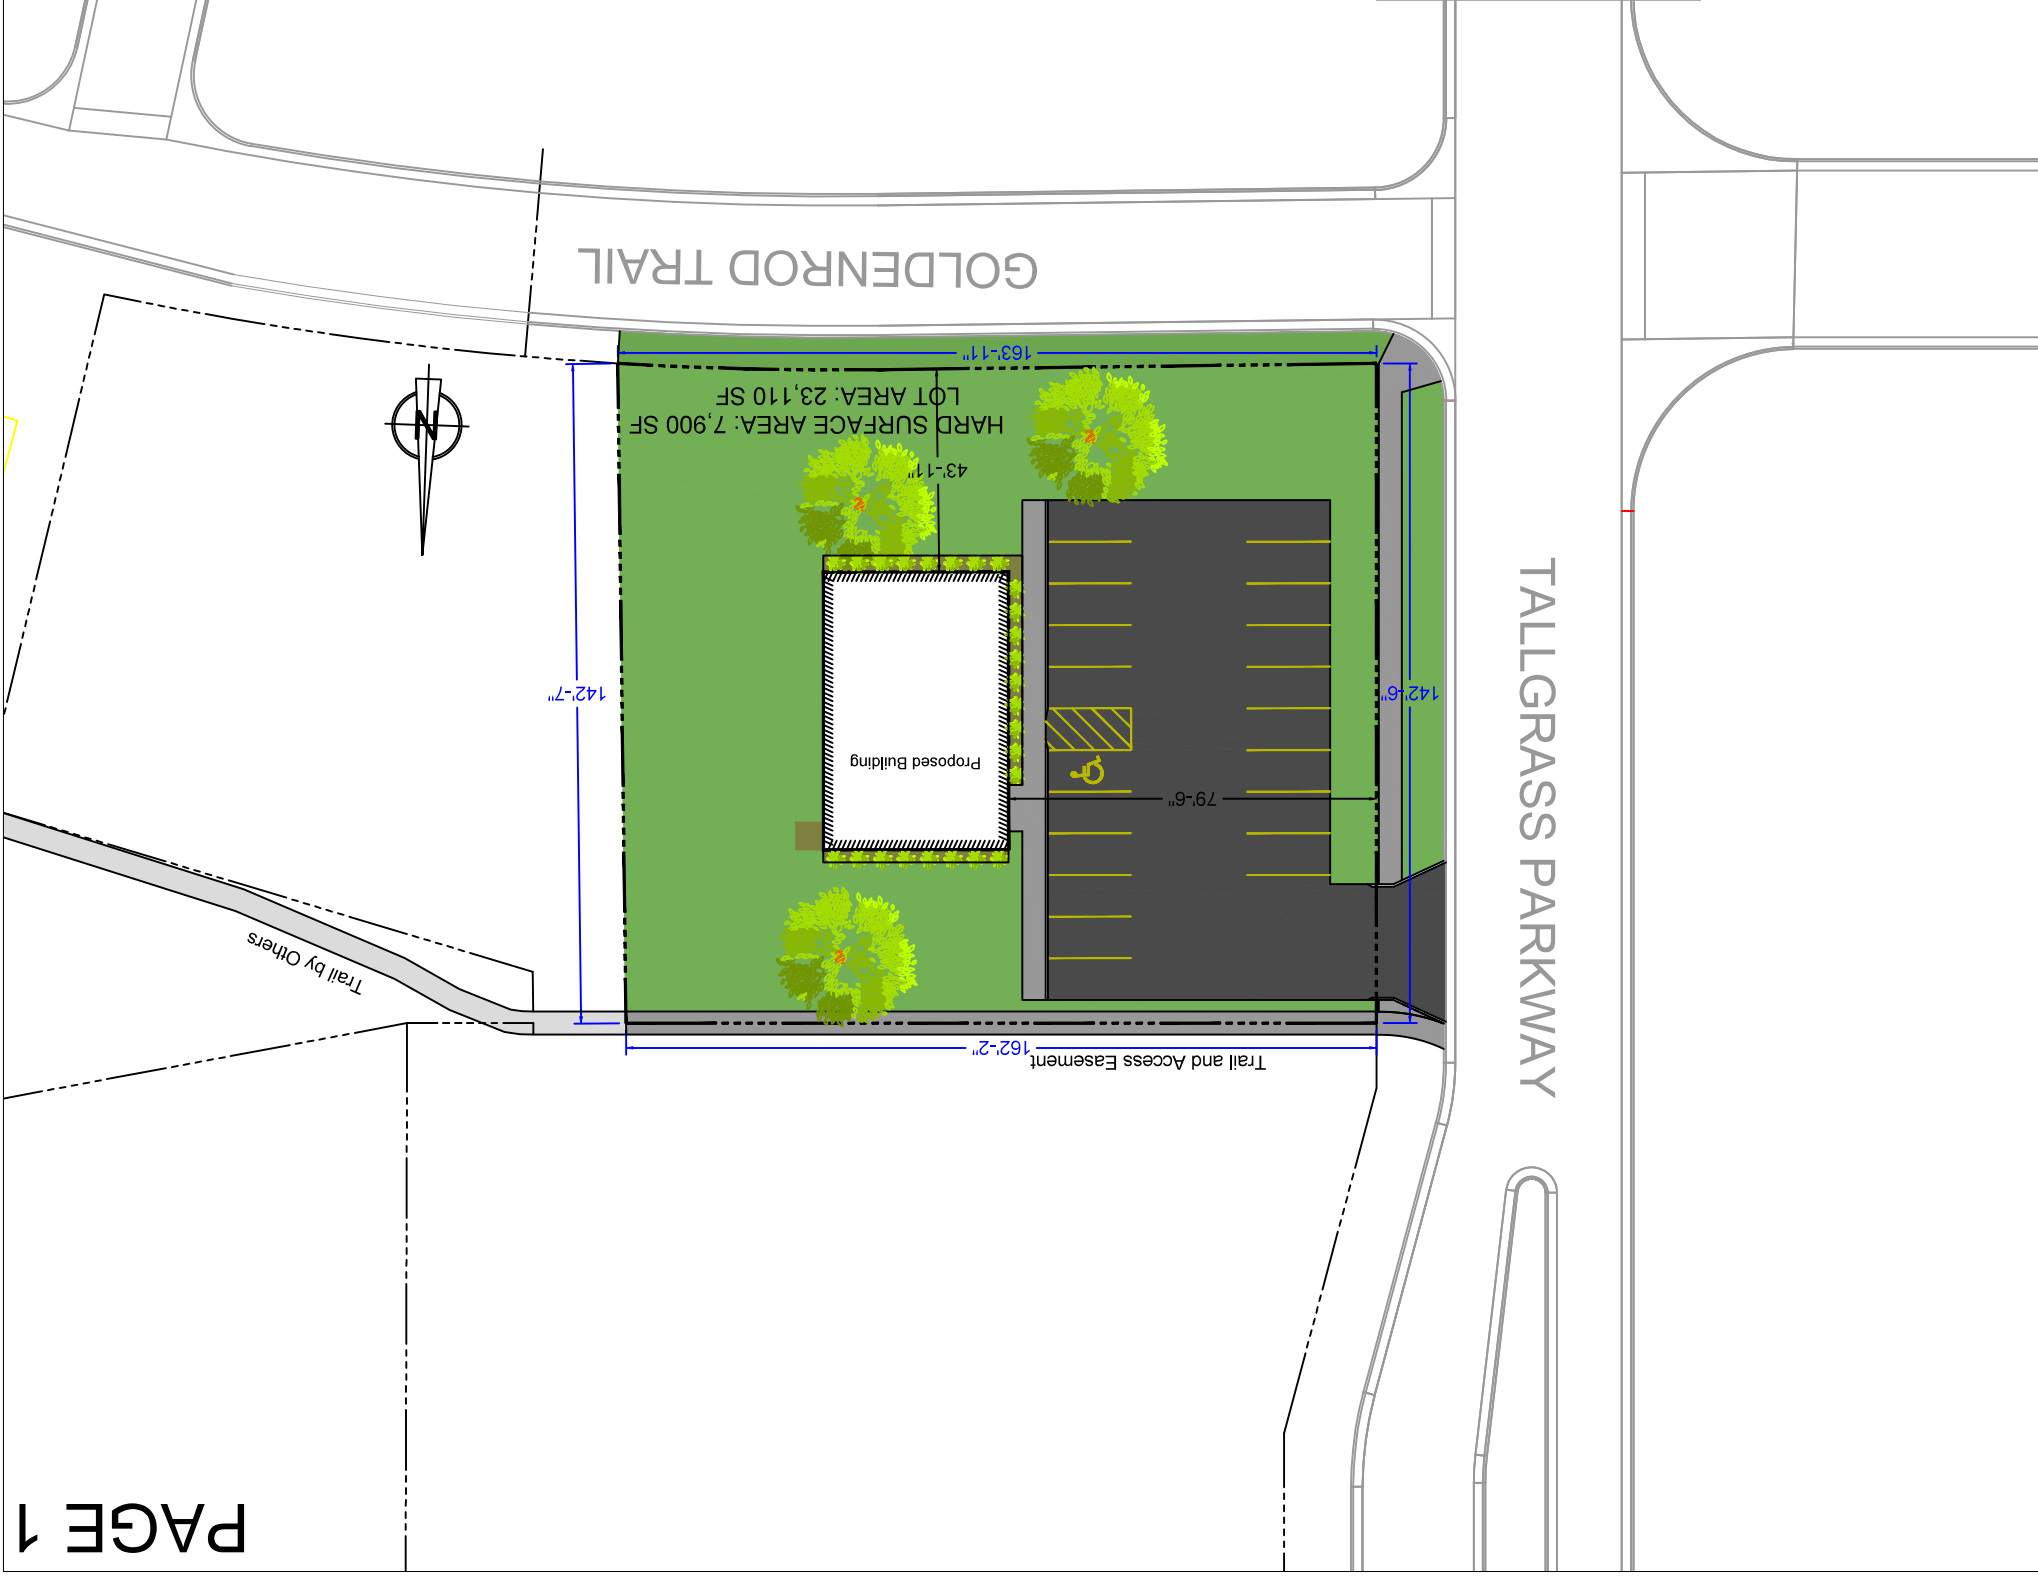 PAGE 1
Trail and Access Easement
162'-2"
Trail by Others
79'-6"
Proposed Building
142'-6"
142'-7"
43'-11"
HARD SURFACE AREA: 7,900 SF
LOT AREA: 23,110 SF
163'-11"
N
GOLDENROD TRAIL
TALLGRASS PARKWAY